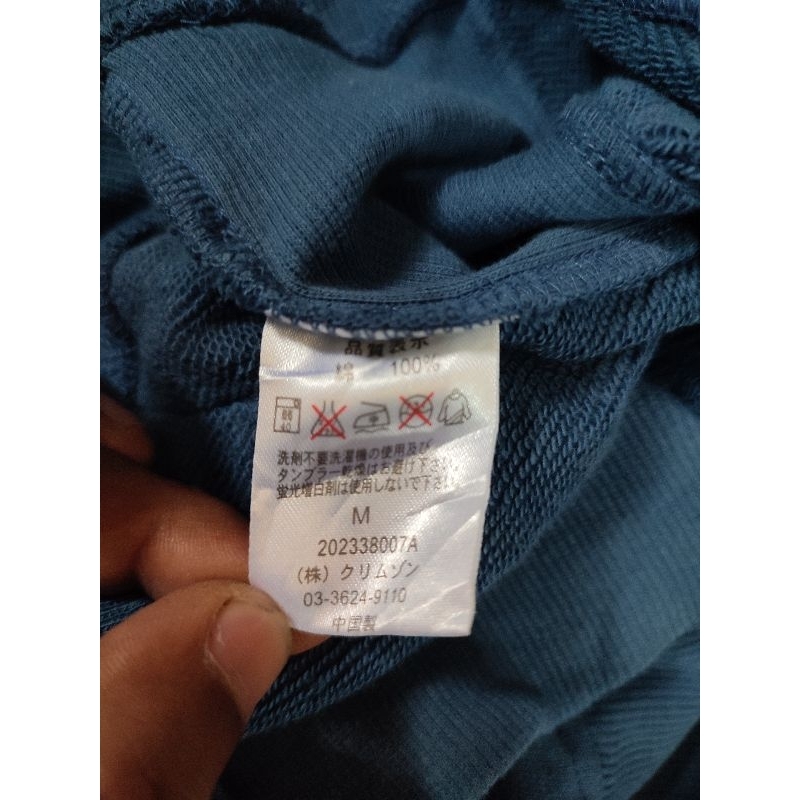 品質表示
綿 100%
弱 40
洗剤不要洗濯機の使用及び
タンブラー乾燥はお避け下さい
蛍光増白剤は使用しないで下さい
M
202338007A
(株) クリムゾン
03-3624-9110
中国製